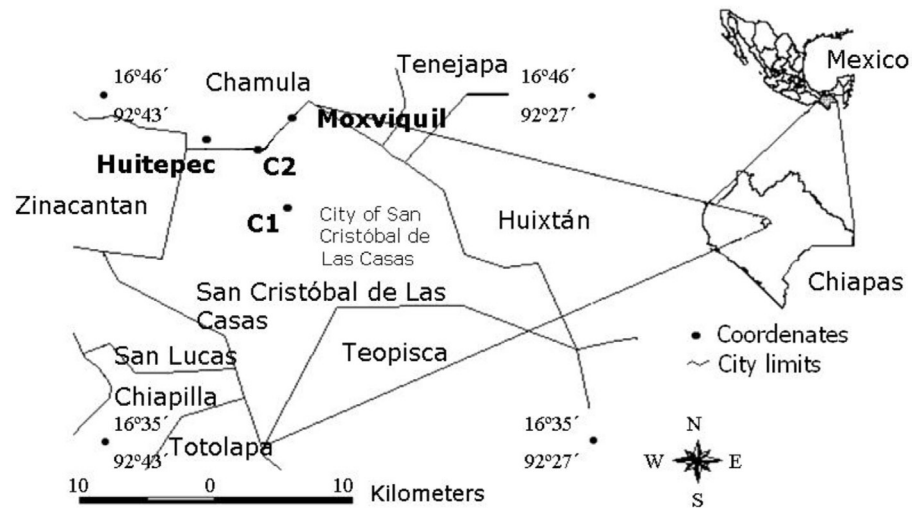 Mexico
Tenejapa
16º46´
92º43´
Chamula
16º46´
92º27´
Moxviquil
Huitepec
C2
Zinacantan
C1
City of San
Cristóbal de
Las Casas
Huixtán
Chiapas
San Cristóbal de Las
Casas
Teopisca
Coordenates
City limits
San Lucas
Chiapilla
16º35´
92º43´
Totolapa
16º35´
92º27´
N
W
E
S
10
0
10
Kilometers